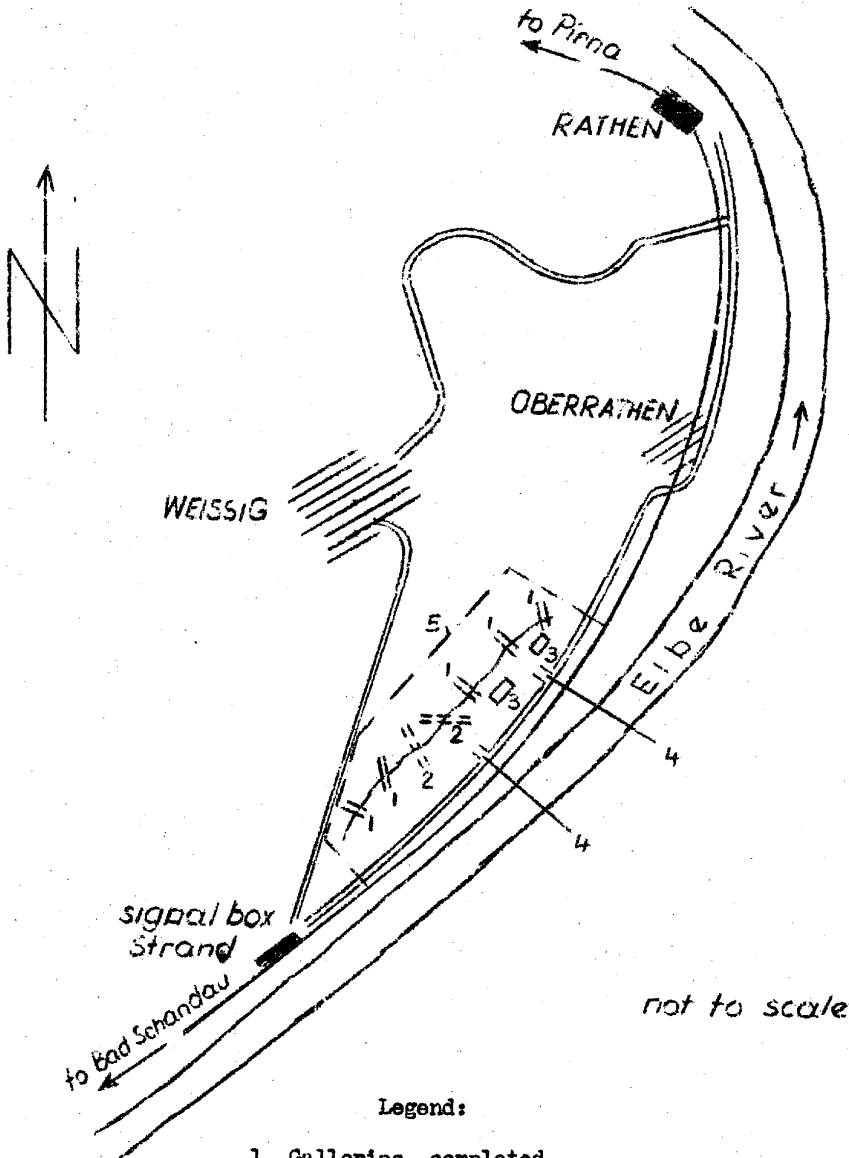 to Pirna
RATHEN
N
OBERRATHEN
WEISSIG
Elbe River
1
1
5
3
1
3
2
2
1
1
4
4
signal box
Strand
to Bad Schandau
not to scale
Legend:
1 Galleries, completed